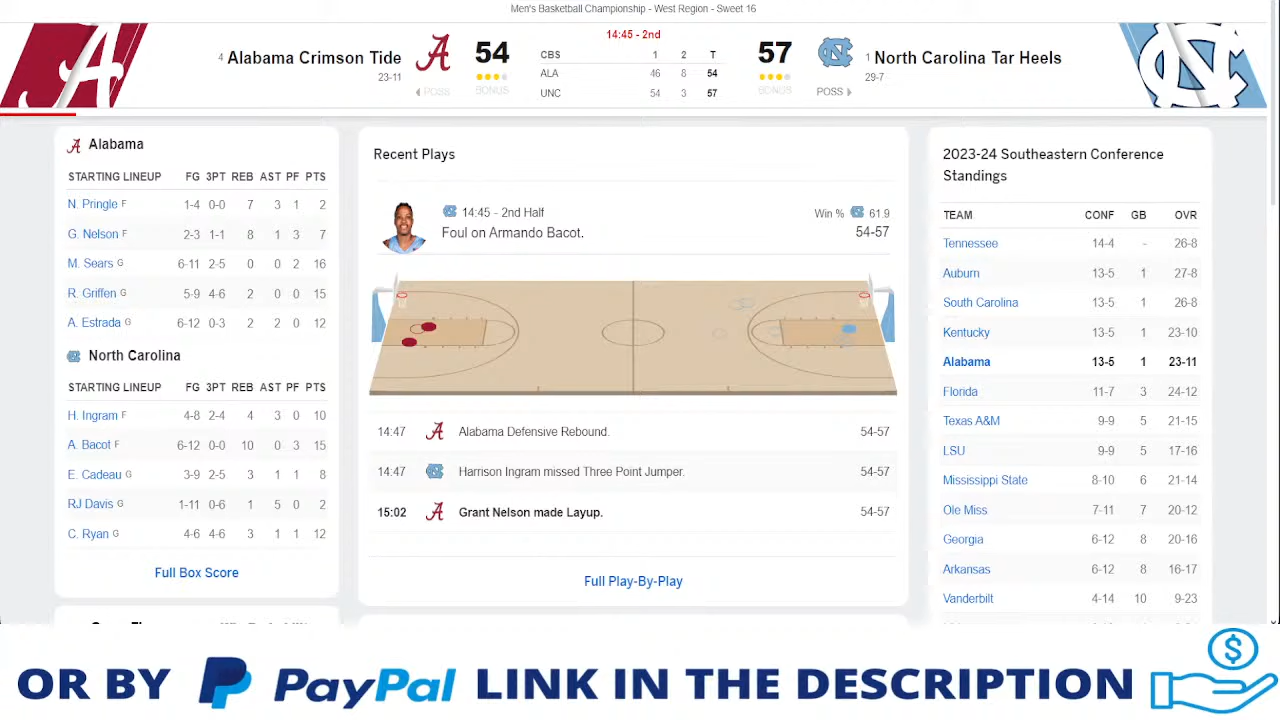 Men's Basketball Championship - West Region - Sweet 16
4 Alabama Crimson Tide
23-11
POSS
54
BONUS
14:45 - 2nd
CBS 1 2 T
ALA 46 8 54
UNC 54 3 57
57
BONUS
1 North Carolina Tar Heels
29-7
POSS
Alabama
STARTING LINEUP FG 3PT REB AST PF PTS
N. Pringle F 1-4 0-0 7 3 1 2
G. Nelson F 2-3 1-1 8 1 3 7
M. Sears G 6-11 2-5 0 0 2 16
R. Griffen G 5-9 4-6 2 0 0 15
A. Estrada G 6-12 0-3 2 2 0 12
North Carolina
STARTING LINEUP FG 3PT REB AST PF PTS
H. Ingram F 4-8 2-4 4 3 0 10
A. Bacot F 6-12 0-0 10 0 3 15
E. Cadeau G 3-9 2-5 3 1 1 8
RJ Davis G 1-11 0-6 1 5 0 2
C. Ryan G 4-6 4-6 3 1 1 12
Full Box Score
Recent Plays
14:45 - 2nd Half
Foul on Armando Bacot.
Win % 61.9
54-57
14:47 Alabama Defensive Rebound. 54-57
14:47 Harrison Ingram missed Three Point Jumper. 54-57
15:02 Grant Nelson made Layup. 54-57
Full Play-By-Play
2023-24 Southeastern Conference
Standings
TEAM CONF GB OVR
Tennessee 14-4 - 26-8
Auburn 13-5 1 27-8
South Carolina 13-5 1 26-8
Kentucky 13-5 1 23-10
Alabama 13-5 1 23-11
Florida 11-7 3 24-12
Texas A&M 9-9 5 21-15
LSU 9-9 5 17-16
Mississippi State 8-10 6 21-14
Ole Miss 7-11 7 20-12
Georgia 6-12 8 20-16
Arkansas 6-12 8 16-17
Vanderbilt 4-14 10 9-23
OR BY PayPal LINK IN THE DESCRIPTION